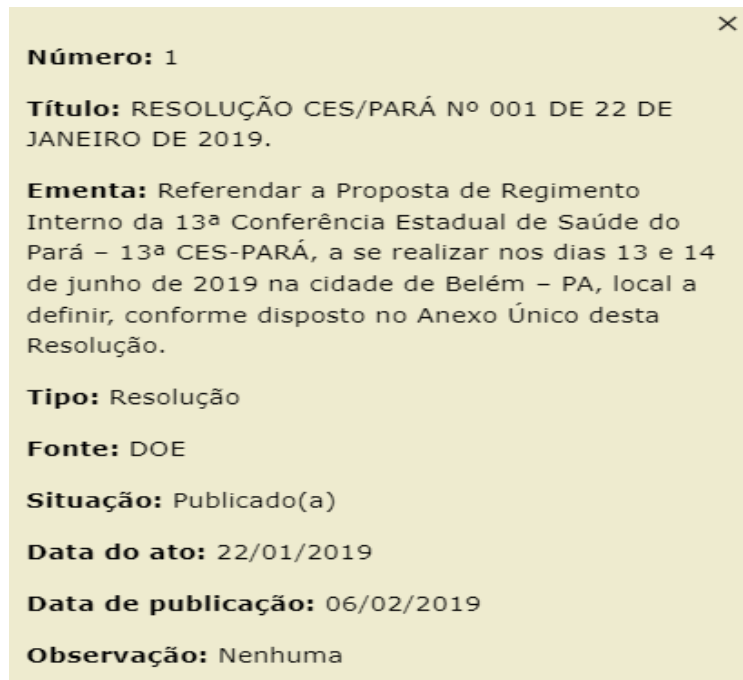 ×
Número: 1
Título: RESOLUÇÃO CES/PARÁ Nº 001 DE 22 DE
JANEIRO DE 2019.
Ementa: Referendar a Proposta de Regimento
Interno da 13ª Conferência Estadual de Saúde do
Pará – 13ª CES-PARÁ, a se realizar nos dias 13 e 14
de junho de 2019 na cidade de Belém – PA, local a
definir, conforme disposto no Anexo Único desta
Resolução.
Tipo: Resolução
Fonte: DOE
Situação: Publicado(a)
Data do ato: 22/01/2019
Data de publicação: 06/02/2019
Observação: Nenhuma